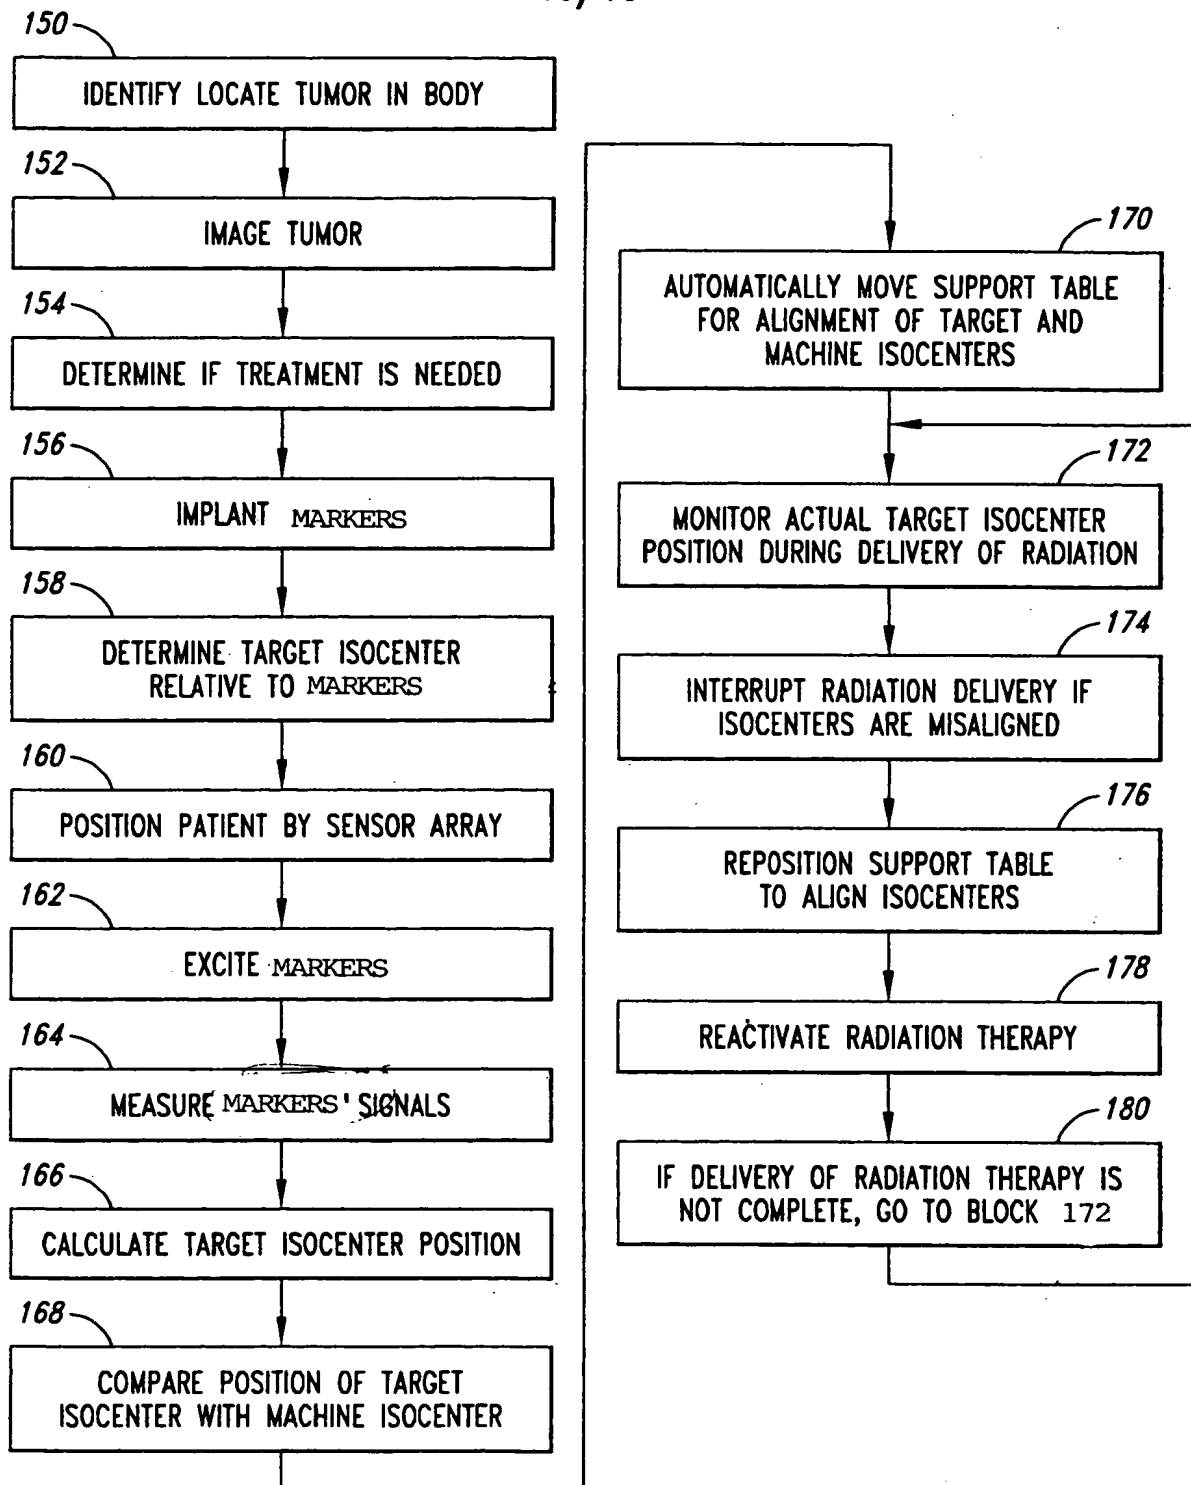 150
IDENTIFY LOCATE TUMOR IN BODY
152
IMAGE TUMOR
154
DETERMINE IF TREATMENT IS NEEDED
156
IMPLANT MARKERS
158
DETERMINE TARGET ISOCENTER
RELATIVE TO MARKERS
160
POSITION PATIENT BY SENSOR ARRAY
162
EXCITE MARKERS
164
MEASURE MARKERS' SIGNALS
166
CALCULATE TARGET ISOCENTER POSITION
168
COMPARE POSITION OF TARGET
ISOCENTER WITH MACHINE ISOCENTER
170
AUTOMATICALLY MOVE SUPPORT TABLE
FOR ALIGNMENT OF TARGET AND
MACHINE ISOCENTERS
172
MONITOR ACTUAL TARGET ISOCENTER
POSITION DURING DELIVERY OF RADIATION
174
INTERRUPT RADIATION DELIVERY IF
ISOCENTERS ARE MISALIGNED
176
REPOSITION SUPPORT TABLE
TO ALIGN ISOCENTERS
178
REACTIVATE RADIATION THERAPY
180
IF DELIVERY OF RADIATION THERAPY IS
NOT COMPLETE, GO TO BLOCK 172